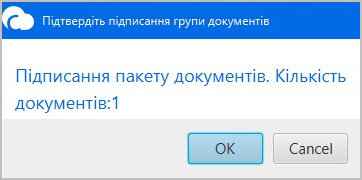 Підтвердіть підписання групи документів
Підписання пакету документів. Кількість
документів:1
OK
Cancel